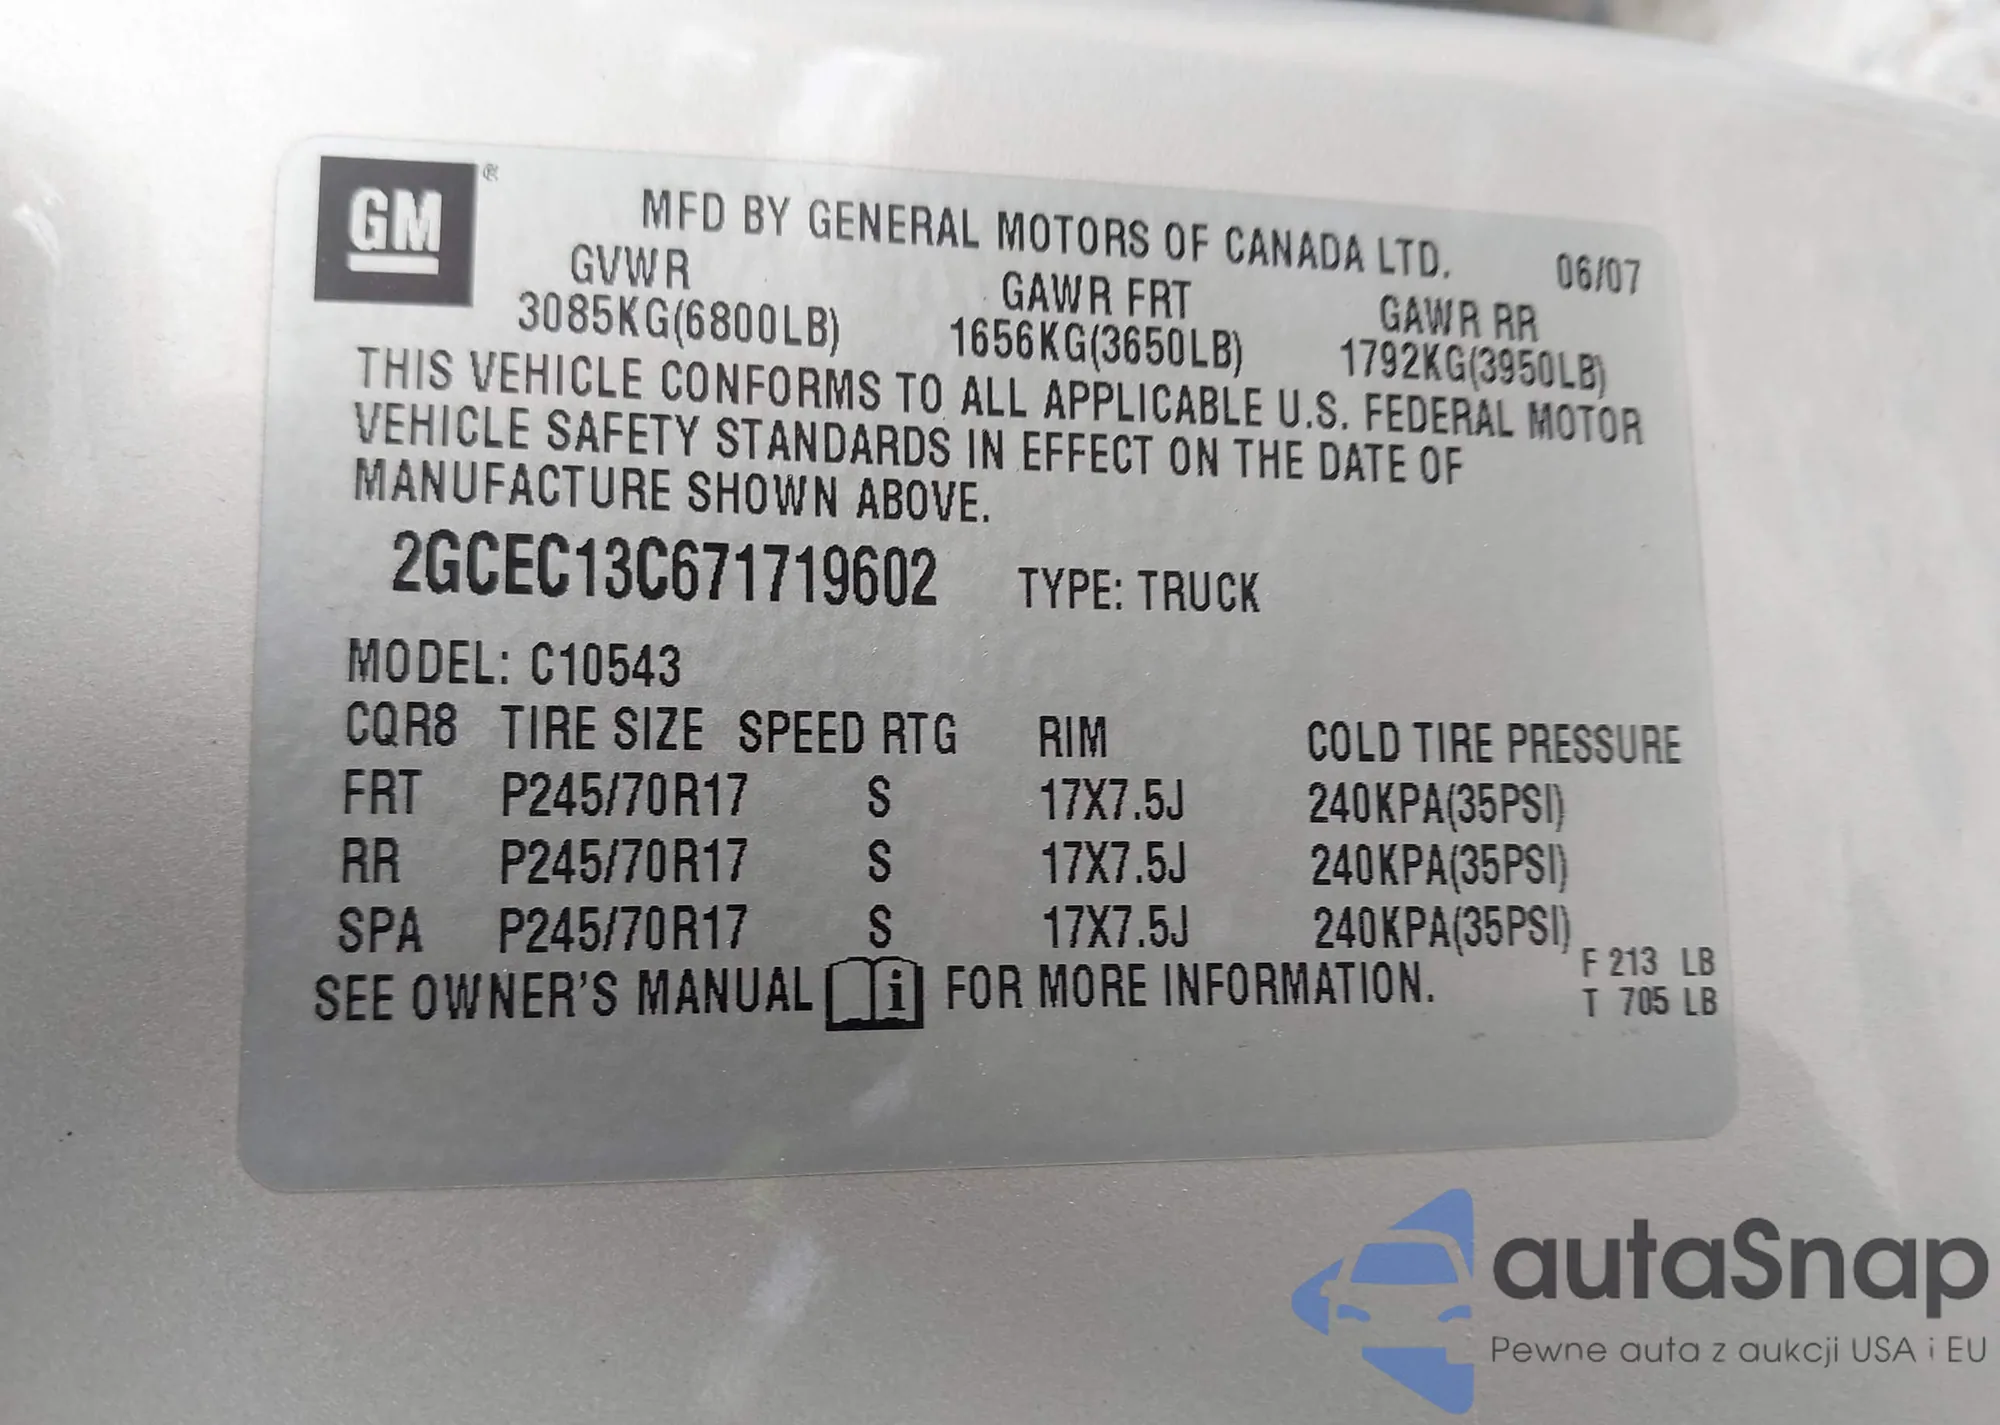 GM ®
MFD BY GENERAL MOTORS OF CANADA LTD. 06/07
GVWR GAWR FRT GAWR RR
3085KG(6800LB) 1656KG(3650LB) 1792KG(3950LB)
THIS VEHICLE CONFORMS TO ALL APPLICABLE U.S. FEDERAL MOTOR
VEHICLE SAFETY STANDARDS IN EFFECT ON THE DATE OF
MANUFACTURE SHOWN ABOVE.
2GCEC13C671719602 TYPE: TRUCK
MODEL: C10543
CQR8 TIRE SIZE SPEED RTG RIM COLD TIRE PRESSURE
FRT P245/70R17 S 17X7.5J 240KPA(35PSI)
RR P245/70R17 S 17X7.5J 240KPA(35PSI)
SPA P245/70R17 S 17X7.5J 240KPA(35PSI)
SEE OWNER'S MANUAL i FOR MORE INFORMATION.
F 213 LB
T 705 LB
autaSnap
Pewne auta z aukcji USA i EU